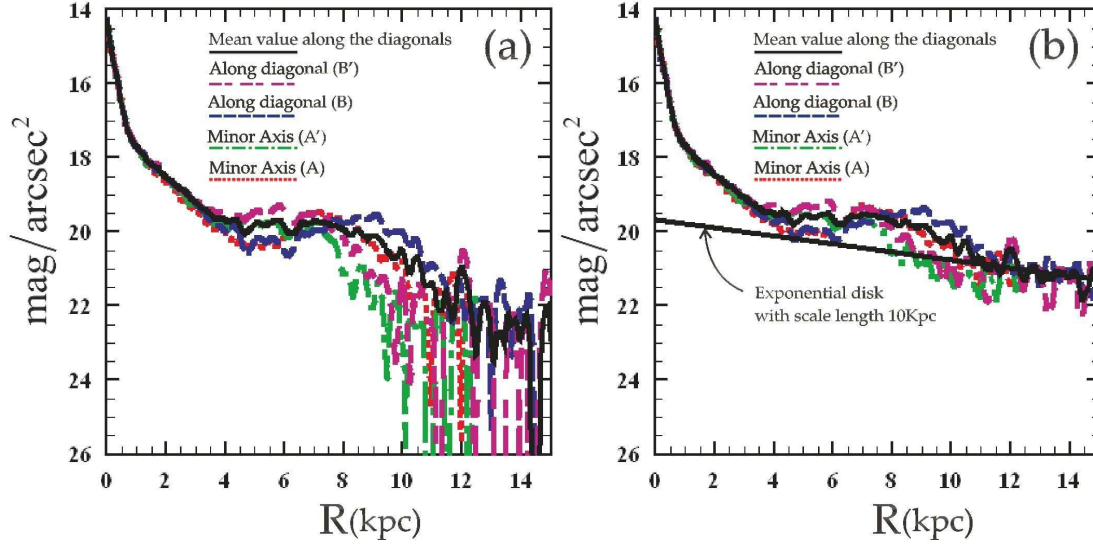 (a)
Mean value along the diagonals
Along diagonal (B')
Along diagonal (B)
Minor Axis (A')
Minor Axis (A)
mag/arcsec²
14
16
18
20
22
24
26
0 2 4 6 8 10 12 14
R(kpc)
(b)
Mean value along the diagonals
Along diagonal (B')
Along diagonal (B)
Minor Axis (A')
Minor Axis (A)
Exponential disk
with scale length 10Kpc
mag/arcsec²
14
16
18
20
22
24
26
0 2 4 6 8 10 12 14
R(kpc)